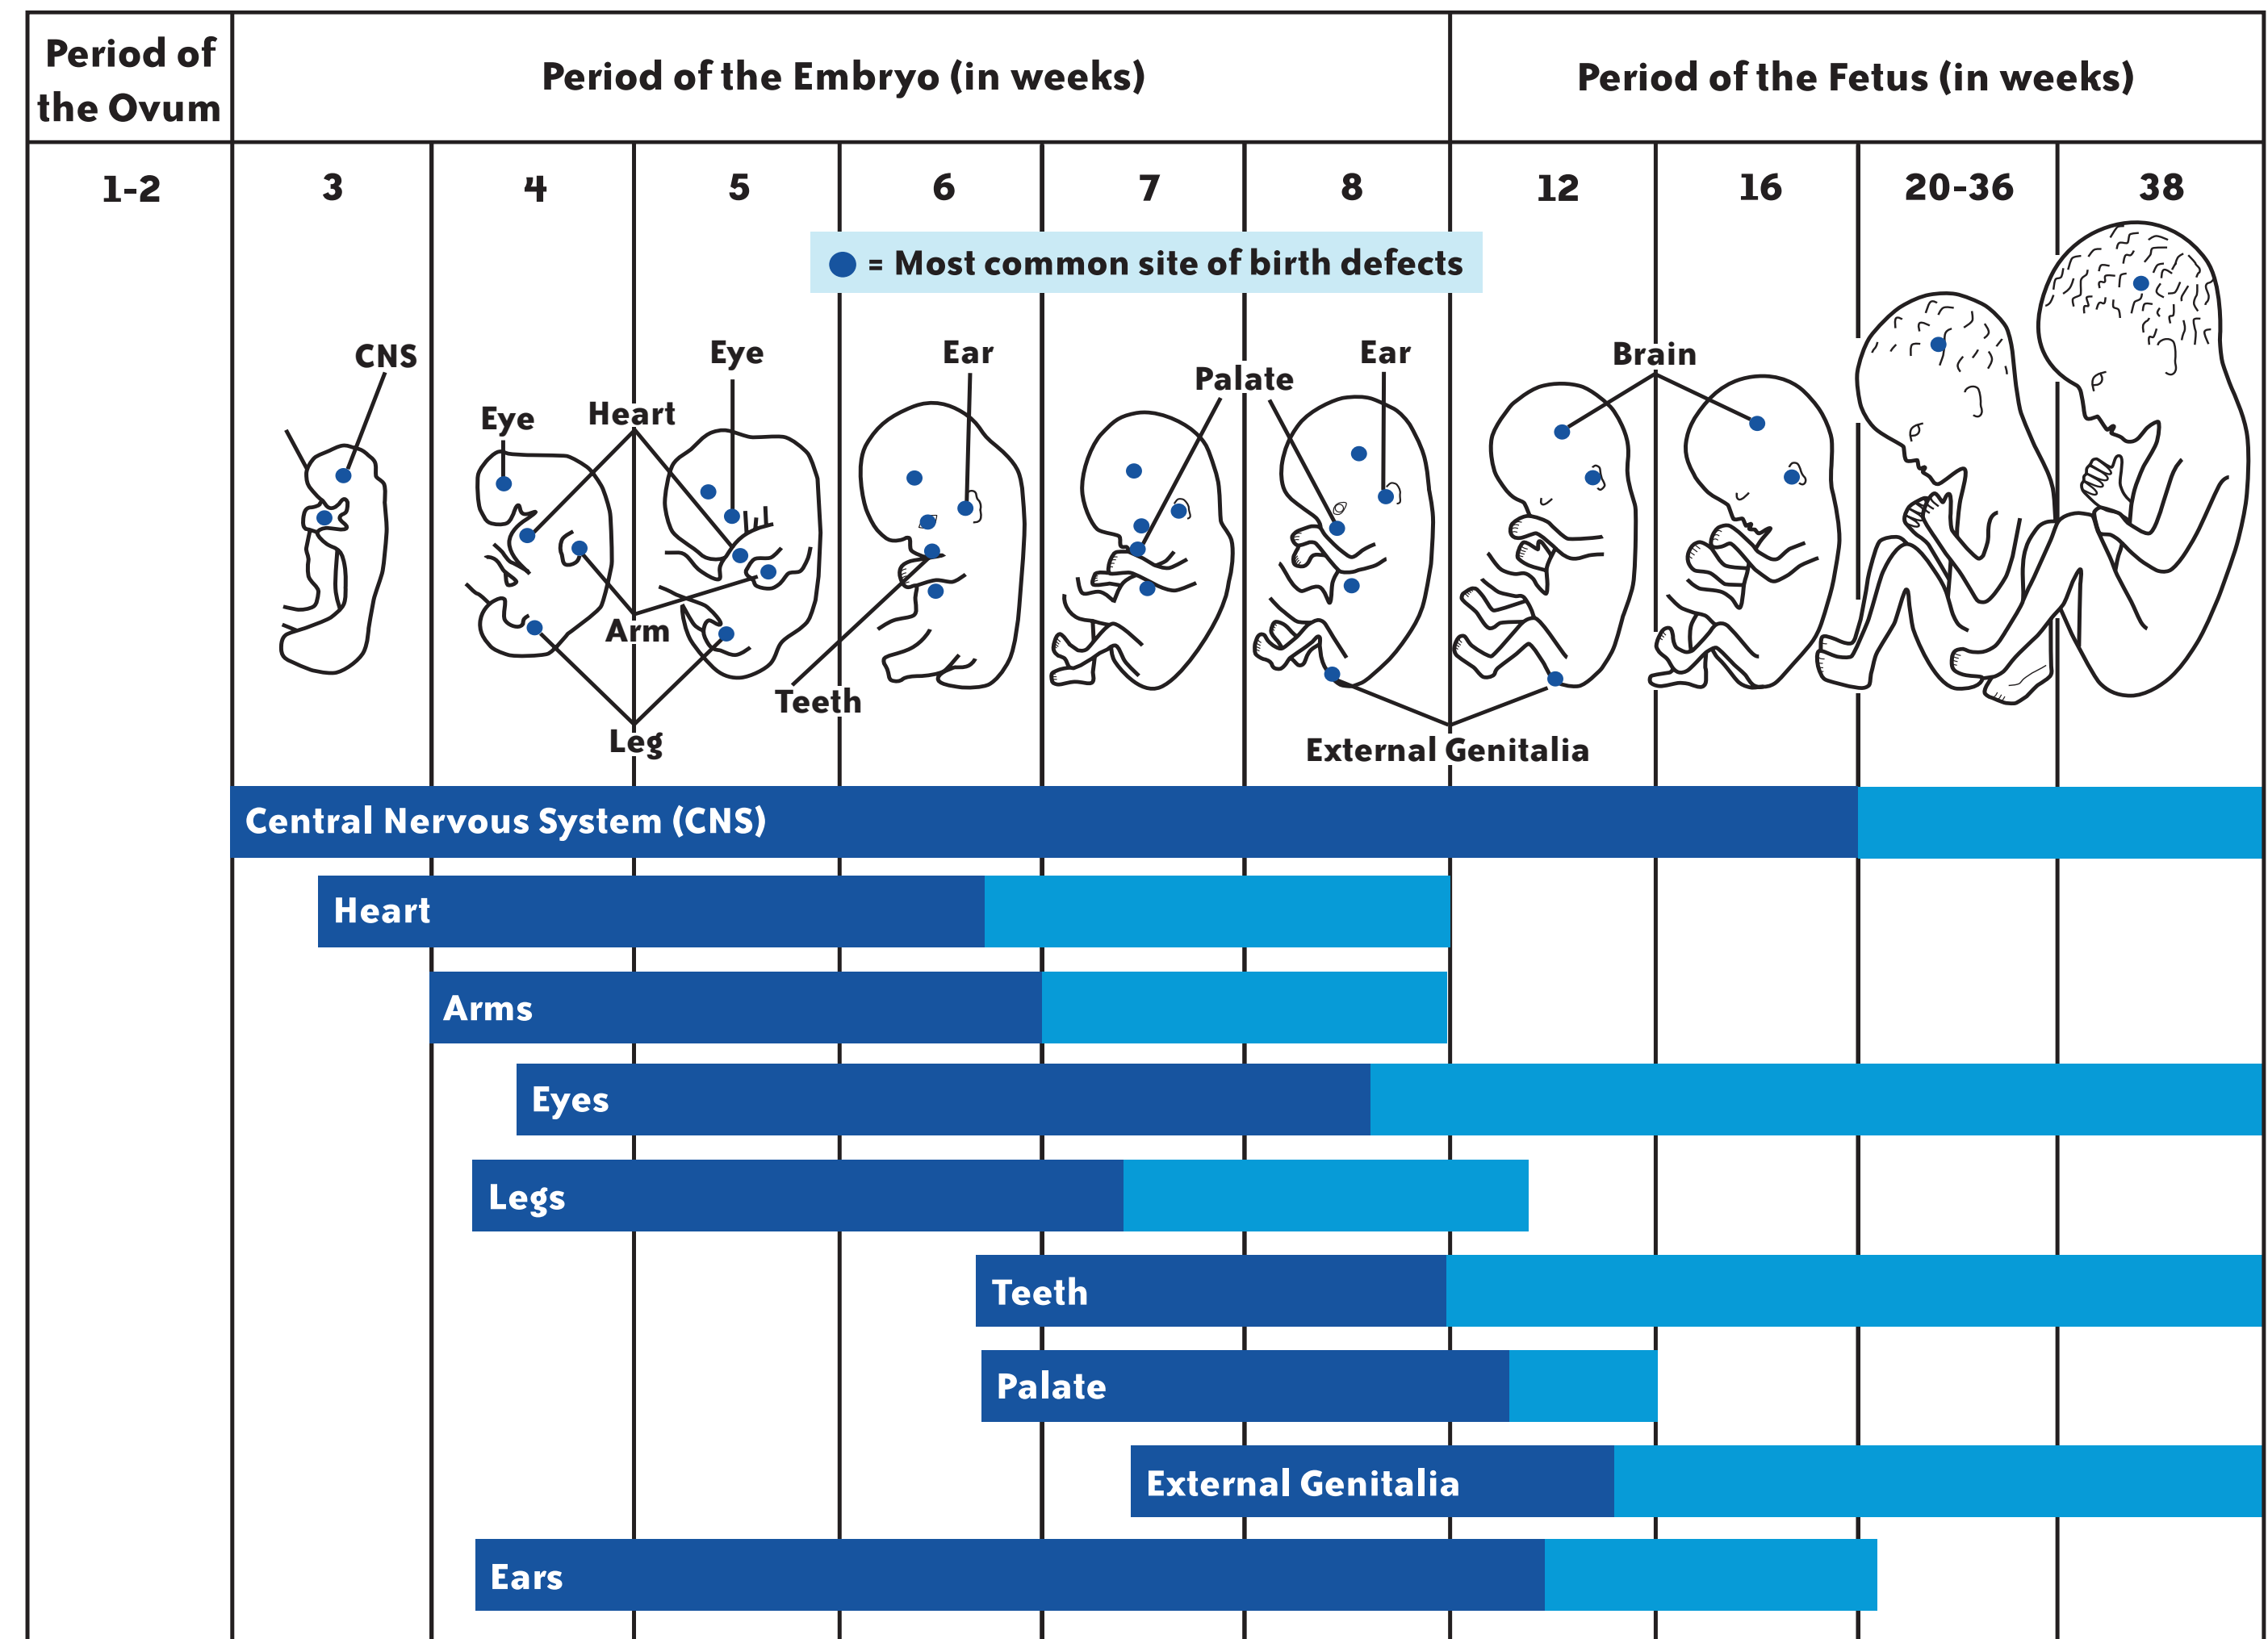 Period of
the Ovum
Period of the Embryo (in weeks)
Period of the Fetus (in weeks)
1-2
3
4
5
6
7
8
12
16
20-36
38
= Most common site of birth defects
CNS
Eye
Heart
Eye
Ear
Palate
Ear
Brain
Arm
Leg
Teeth
External Genitalia
Central Nervous System (CNS)
Heart
Arms
Eyes
Legs
Teeth
Palate
External Genitalia
Ears